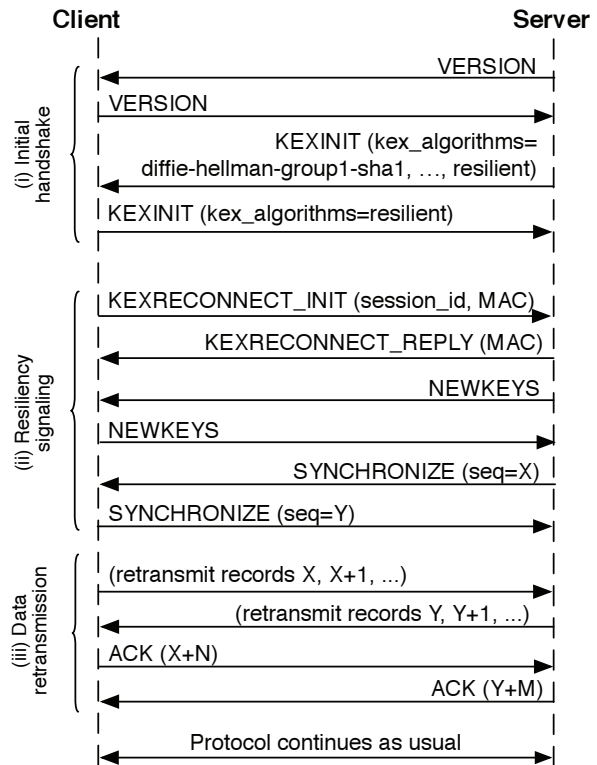 Client
Server
(i) Initial
handshake
VERSION
VERSION
KEXINIT (kex_algorithms=
diffie-hellman-group1-sha1, …, resilient)
KEXINIT (kex_algorithms=resilient)
(ii) Resiliency
signaling
KEXRECONNECT_INIT (session_id, MAC)
KEXRECONNECT_REPLY (MAC)
NEWKEYS
NEWKEYS
SYNCHRONIZE (seq=X)
SYNCHRONIZE (seq=Y)
(iii) Data
retransmission
(retransmit records X, X+1, ...)
(retransmit records Y, Y+1, ...)
ACK (X+N)
ACK (Y+M)
Protocol continues as usual